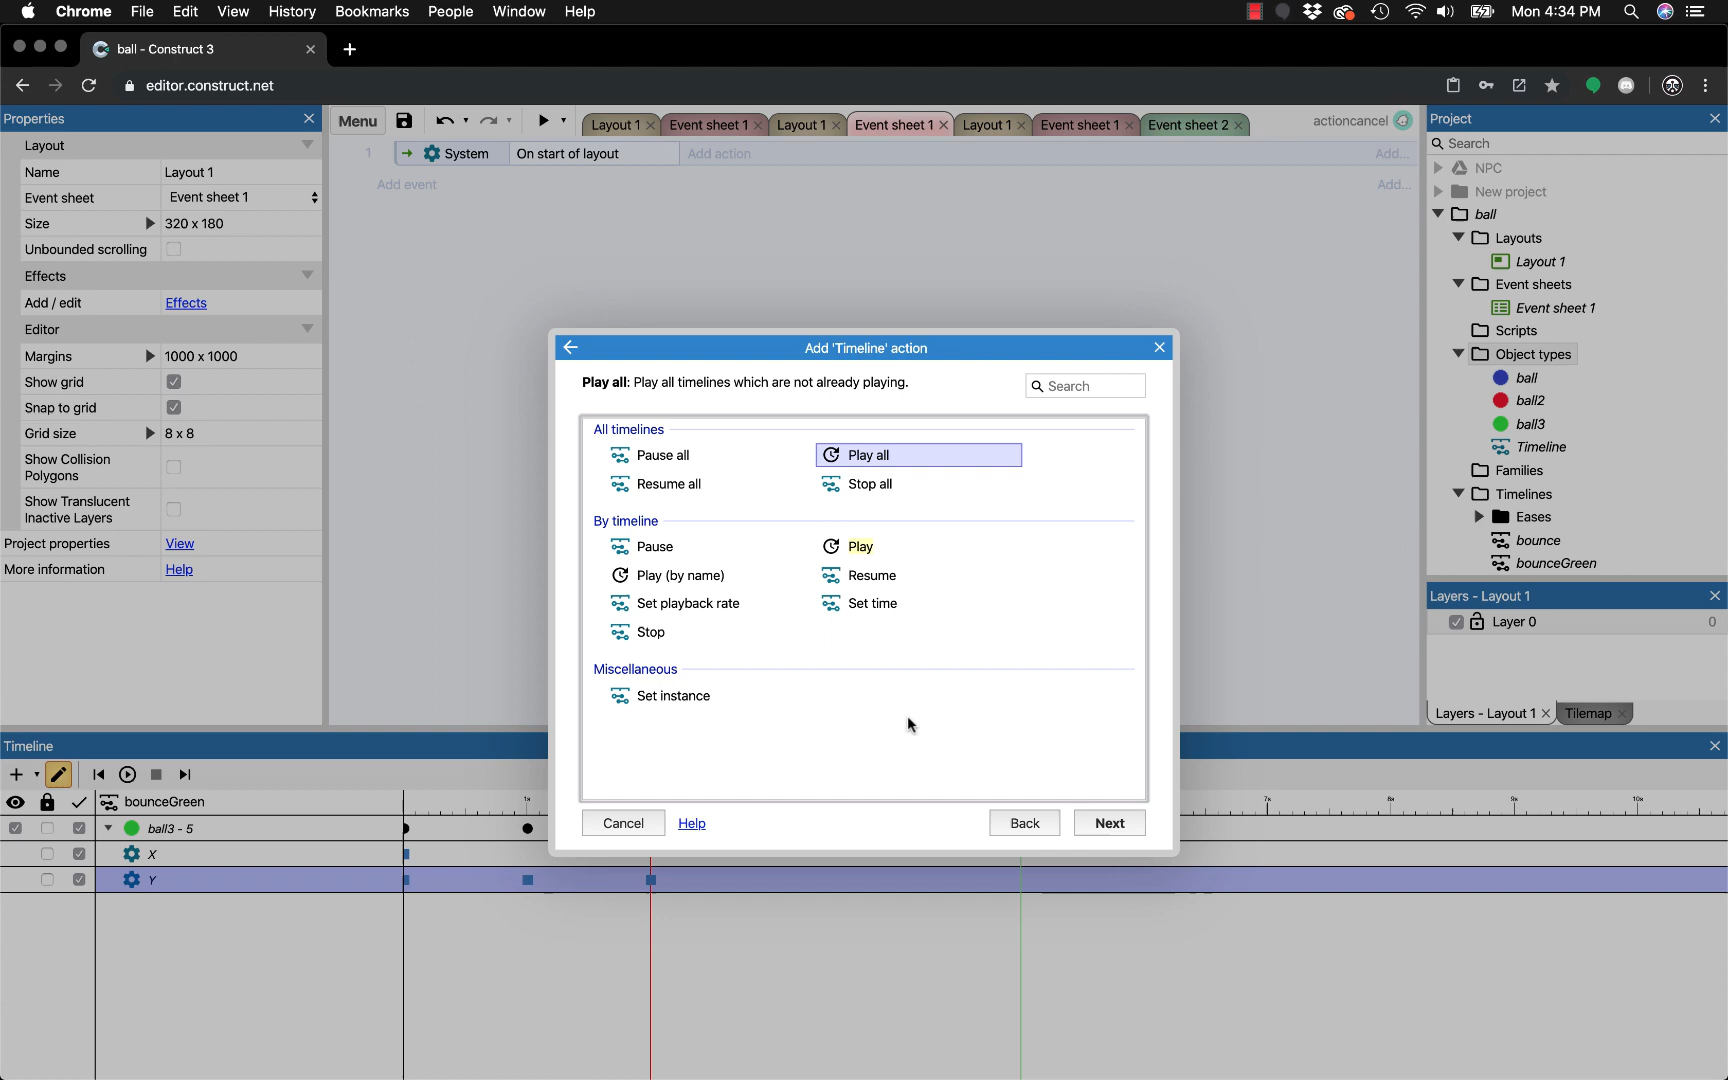 Chrome File Edit View History Bookmarks People Window Help Mon 4:34 PM
ball - Construct 3
editor.construct.net
Properties
Layout
Name Layout 1
Event sheet Event sheet 1
Size 320 x 180
Unbounded scrolling
Effects
Add / edit Effects
Editor
Margins 1000 x 1000
Show grid
Snap to grid
Grid size 8 x 8
Show Collision
Polygons
Show Translucent
Inactive Layers
Project properties View
More information Help
Menu
Layout 1 Event sheet 1 Layout 1 Event sheet 1 Layout 1 Event sheet 1 Event sheet 2 actioncancel
1 System On start of layout Add action Add...
Add event Add...
Add 'Timeline' action
Play all: Play all timelines which are not already playing.
Search
All timelines
Pause all Play all
Resume all Stop all
By timeline
Pause Play
Play (by name) Resume
Set playback rate Set time
Stop
Miscellaneous
Set instance
Cancel Help Back Next
Project
Search
NPC
New project
ball
Layouts
Layout 1
Event sheets
Event sheet 1
Scripts
Object types
ball
ball2
ball3
Timeline
Families
Timelines
Eases
bounce
bounceGreen
Layers - Layout 1
Layer 0 0
Layers - Layout 1 Tilemap
Timeline
bounceGreen 1s 7s 8s 9s 10s
ball3 - 5
X
Y